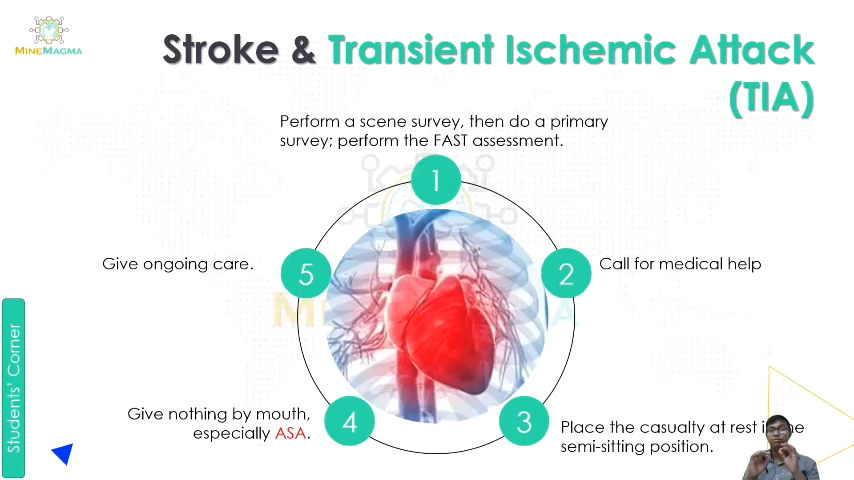 MINEMAGMA
Stroke & Transient Ischemic Attack
(TIA)
Perform a scene survey, then do a primary
survey; perform the FAST assessment.
1
Give ongoing care.
5
2
Call for medical help
Students' Corner
Give nothing by mouth,
especially ASA.
4
3
Place the casualty at rest in the
semi-sitting position.